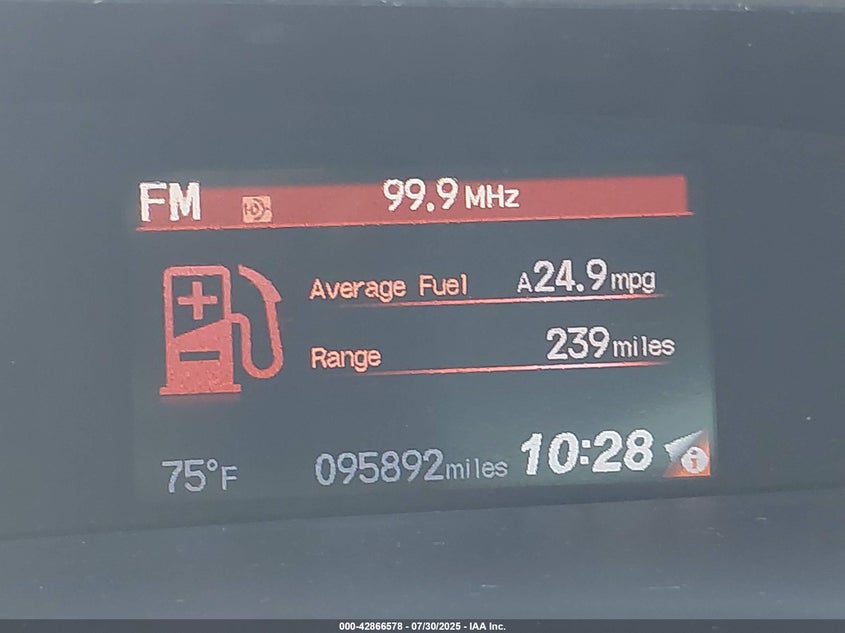 FM 99.9 MHz
Average Fuel A24.9 mpg
Range 239 miles
75°F 095892 miles 10:28 i
000-42866578 - 07/30/2025 - IAA Inc.